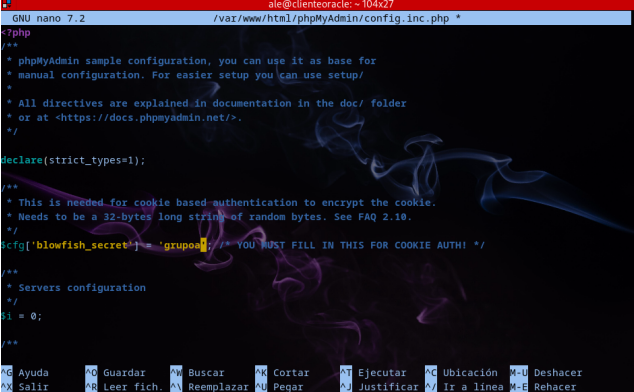 ale@clienteoracle: ~ 104x27
GNU nano 7.2 /var/www/html/phpMyAdmin/config.inc.php *
<?php
/**
 * phpMyAdmin sample configuration, you can use it as base for
 * manual configuration. For easier setup you can use setup/
 *
 * All directives are explained in documentation in the doc/ folder
 * or at <https://docs.phpmyadmin.net/>.
 */
declare(strict_types=1);
/**
 * This is needed for cookie based authentication to encrypt the cookie.
 * Needs to be a 32-bytes long string of random bytes. See FAQ 2.10.
 */
$cfg['blowfish_secret'] = 'grupoa'; /* YOU MUST FILL IN THIS FOR COOKIE AUTH! */
/**
 * Servers configuration
 */
$i = 0;
/**
^G Ayuda ^O Guardar ^W Buscar ^K Cortar ^T Ejecutar ^C Ubicación M-U Deshacer
^X Salir ^R Leer fich. ^\ Reemplazar ^U Pegar ^J Justificar ^/ Ir a línea M-E Rehacer